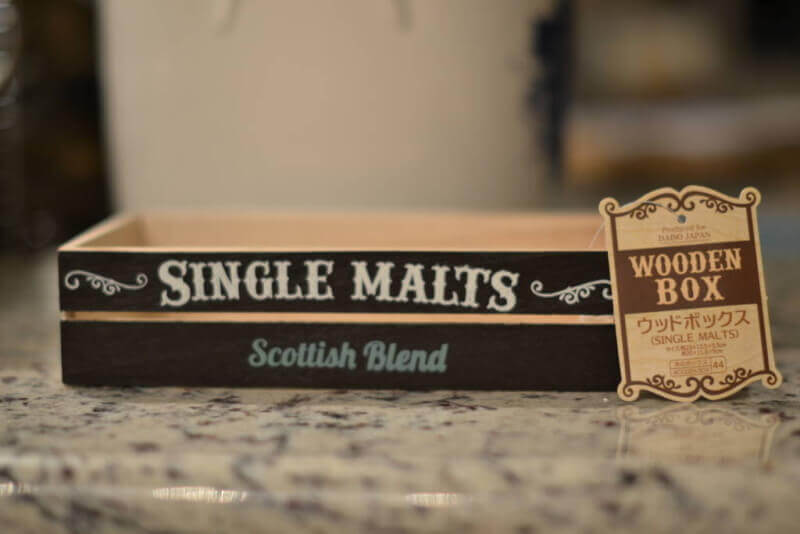 SINGLE MALTS
Scottish Blend
Produced for
DAISO JAPAN
WOODEN
BOX
ウッドボックス
(SINGLE MALTS)
44